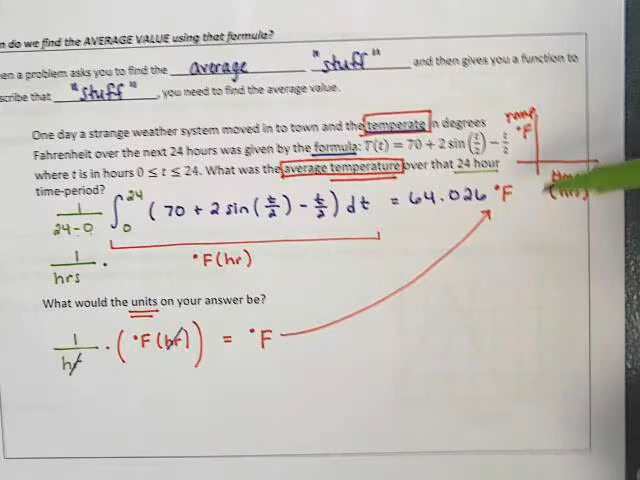 do we find the AVERAGE VALUE using that formula?
a problem asks you to find the average "stuff" and then gives you a function to
that "stuff", you need to find the average value.
One day a strange weather system moved in to town and the temperate in degrees
Fahrenheit over the next 24 hours was given by the formula: T(t) = 70 + 2 sin(t/2) − t/2
where t is in hours 0 ≤ t ≤ 24. What was the average temperature over that 24 hour
time-period?
°F
(hrs)
1/(24-0) ∫₀²⁴ (70 + 2 sin(t/2) - t/2) dt = 64.026 °F
1/hrs · °F(hr)
What would the units on your answer be?
1/hr · (°F(hr)) = °F